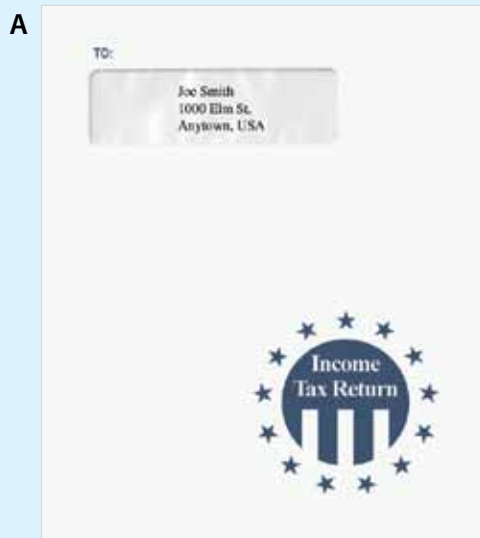 A
TO:
Joe Smith
1000 Elm St.
Anytown, USA
Income
Tax Return